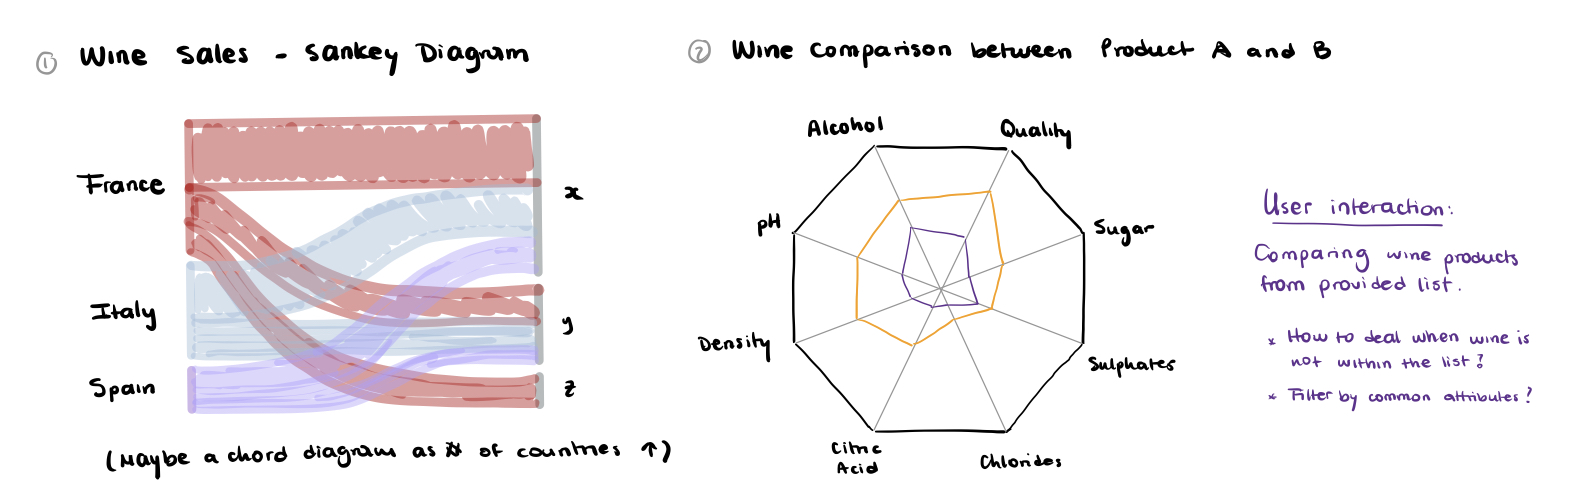 ① Wine Sales - Sankey Diagram
France
Italy
Spain
x
y
z
(Maybe a chord diagram as # of countries ↑)
② Wine Comparison between Product A and B
Alcohol
Quality
pH
Sugar
Density
Sulphates
Citric
Acid
Chlorides
User interaction:
Comparing wine products
from provided list.
* How to deal when wine is
not within the list?
* Filter by common attributes?